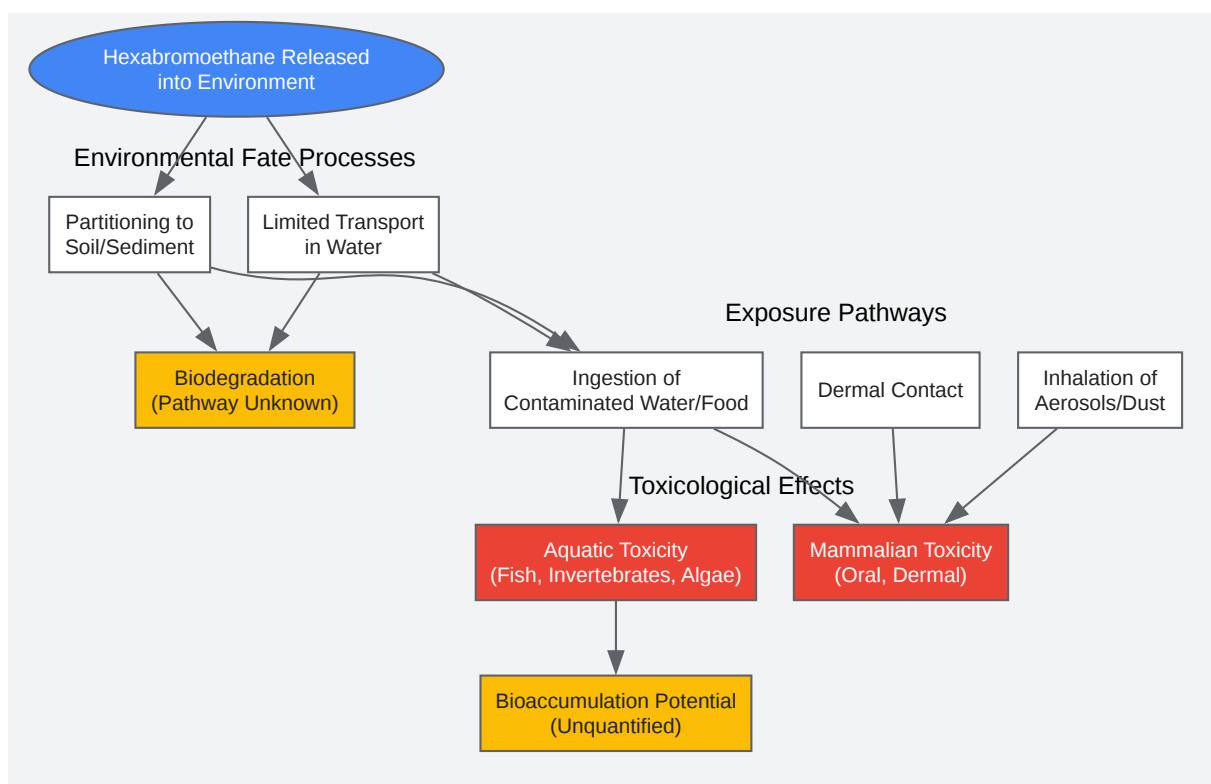 Hexabromoethane Released
into Environment
Environmental Fate Processes
Partitioning to
Soil/Sediment
Limited Transport
in Water
Exposure Pathways
Biodegradation
(Pathway Unknown)
Ingestion of
Contaminated Water/Food
Dermal Contact
Inhalation of
Aerosols/Dust
Toxicological Effects
Aquatic Toxicity
(Fish, Invertebrates, Algae)
Mammalian Toxicity
(Oral, Dermal)
Bioaccumulation Potential
(Unquantified)